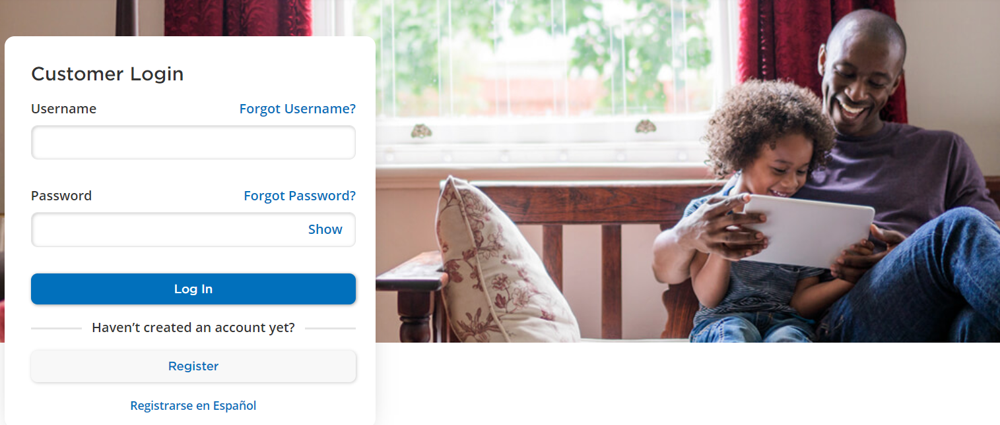 Customer Login
Username Forgot Username?
Password Forgot Password?
Show
Log In
Haven’t created an account yet?
Register
Registrarse en Español